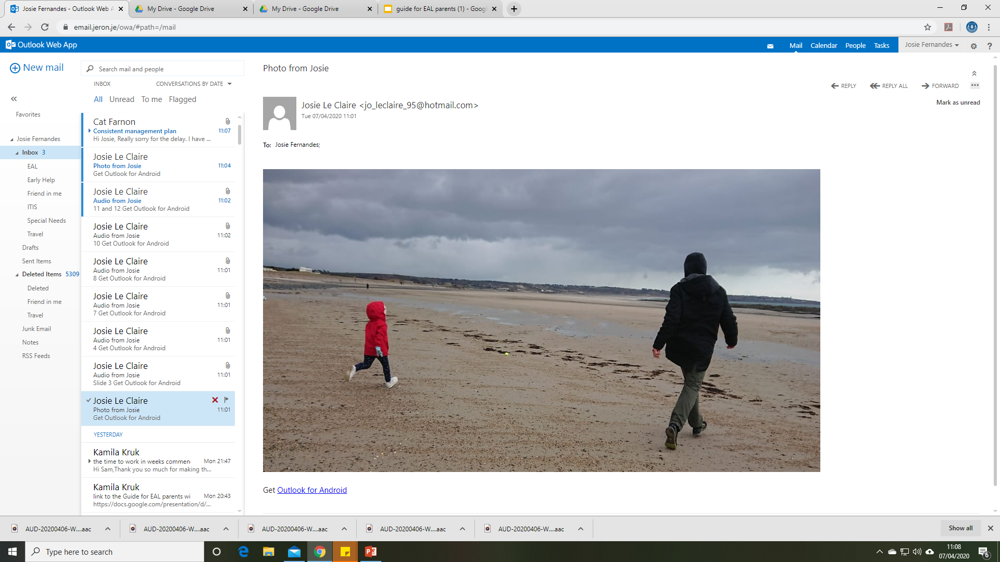 Josie Fernandes - Outlook Web A
My Drive - Google Drive
My Drive - Google Drive
guide for EAL parents (1) - Goog
email.jeron.je/owa/#path=/mail
Outlook Web App
Mail
Calendar
People
Tasks
Josie Fernandes
?
New mail
Favorites
Josie Fernandes
Inbox 3
EAL
Early Help
Friend in me
ITIS
Special Needs
Travel
Drafts
Sent Items
Deleted Items 5309
Deleted
Friend in me
Travel
Junk Email
Notes
RSS Feeds
Search mail and people
INBOX
CONVERSATIONS BY DATE
All Unread To me Flagged
Cat Farnon
Consistent management plan 11:07
Hi Josie, Really sorry for the delay. I have ...
Josie Le Claire
Photo from Josie 11:04
Get Outlook for Android
Josie Le Claire
Audio from Josie 11:02
11 and 12 Get Outlook for Android
Josie Le Claire
Audio from Josie 11:02
10 Get Outlook for Android
Josie Le Claire
Audio from Josie 11:01
8 Get Outlook for Android
Josie Le Claire
Audio from Josie 11:01
7 Get Outlook for Android
Josie Le Claire
Audio from Josie 11:01
4 Get Outlook for Android
Josie Le Claire
Audio from Josie 11:01
Slide 3 Get Outlook for Android
Josie Le Claire
Photo from Josie 11:01
Get Outlook for Android
YESTERDAY
Kamila Kruk
the time to work in weeks commen Mon 21:47
Hi Sam,Thank you so much for making th...
Kamila Kruk
link to the Guide for EAL parents wi Mon 20:43
https://docs.google.com/presentation/d/...
Photo from Josie
REPLY
REPLY ALL
FORWARD
Mark as unread
Josie Le Claire <jo_leclaire_95@hotmail.com>
Tue 07/04/2020 11:01
To: Josie Fernandes;
Get Outlook for Android
AUD-20200406-W....aac
AUD-20200406-W....aac
AUD-20200406-W....aac
AUD-20200406-W....aac
AUD-20200406-W....aac
Show all
Type here to search
11:08
07/04/2020
6